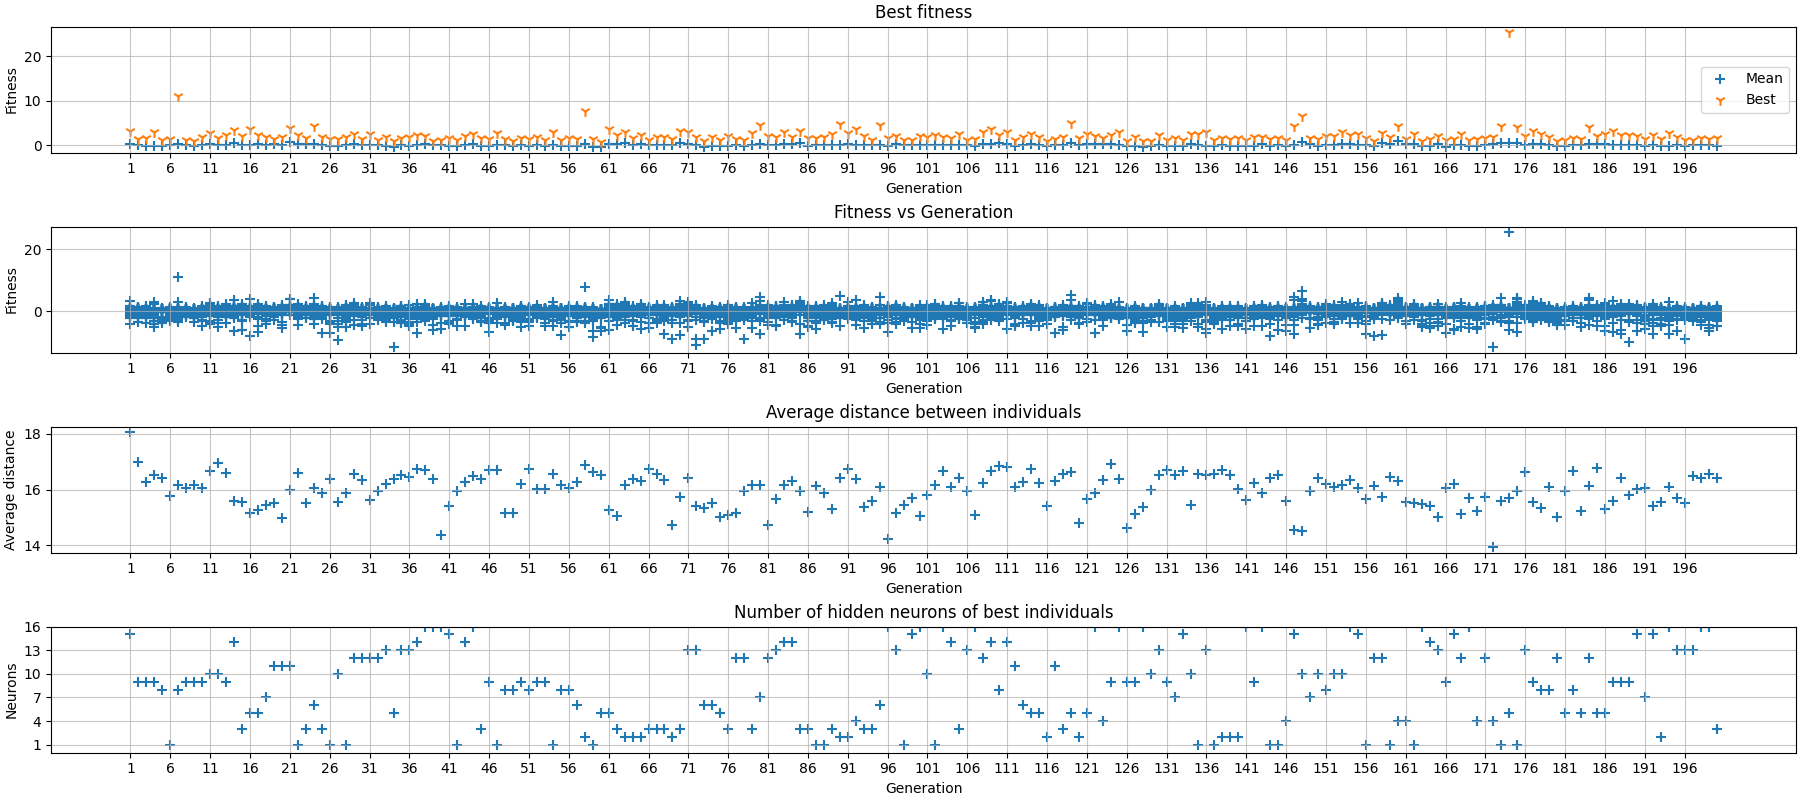 Best fitness
Fitness
20
10
0
Mean
Best
1 6 11 16 21 26 31 36 41 46 51 56 61 66 71 76 81 86 91 96 101 106 111 116 121 126 131 136 141 146 151 156 161 166 171 176 181 186 191 196
Generation
Fitness vs Generation
Fitness
20
0
1 6 11 16 21 26 31 36 41 46 51 56 61 66 71 76 81 86 91 96 101 106 111 116 121 126 131 136 141 146 151 156 161 166 171 176 181 186 191 196
Generation
Average distance between individuals
Average distance
18
16
14
1 6 11 16 21 26 31 36 41 46 51 56 61 66 71 76 81 86 91 96 101 106 111 116 121 126 131 136 141 146 151 156 161 166 171 176 181 186 191 196
Generation
Number of hidden neurons of best individuals
Neurons
16
13
10
7
4
1
1 6 11 16 21 26 31 36 41 46 51 56 61 66 71 76 81 86 91 96 101 106 111 116 121 126 131 136 141 146 151 156 161 166 171 176 181 186 191 196
Generation